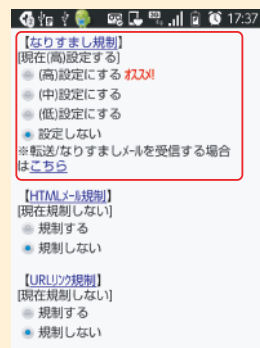 17:37
【なりすまし規制】
[現在(高)設定する]
(高)設定にする オススメ!
(中)設定にする
(低)設定にする
設定しない
※転送/なりすましメールを受信する場合
はこちら
【HTMLメール規制】
[現在規制しない]
規制する
規制しない
【URLリンク規制】
[現在規制しない]
規制する
規制しない